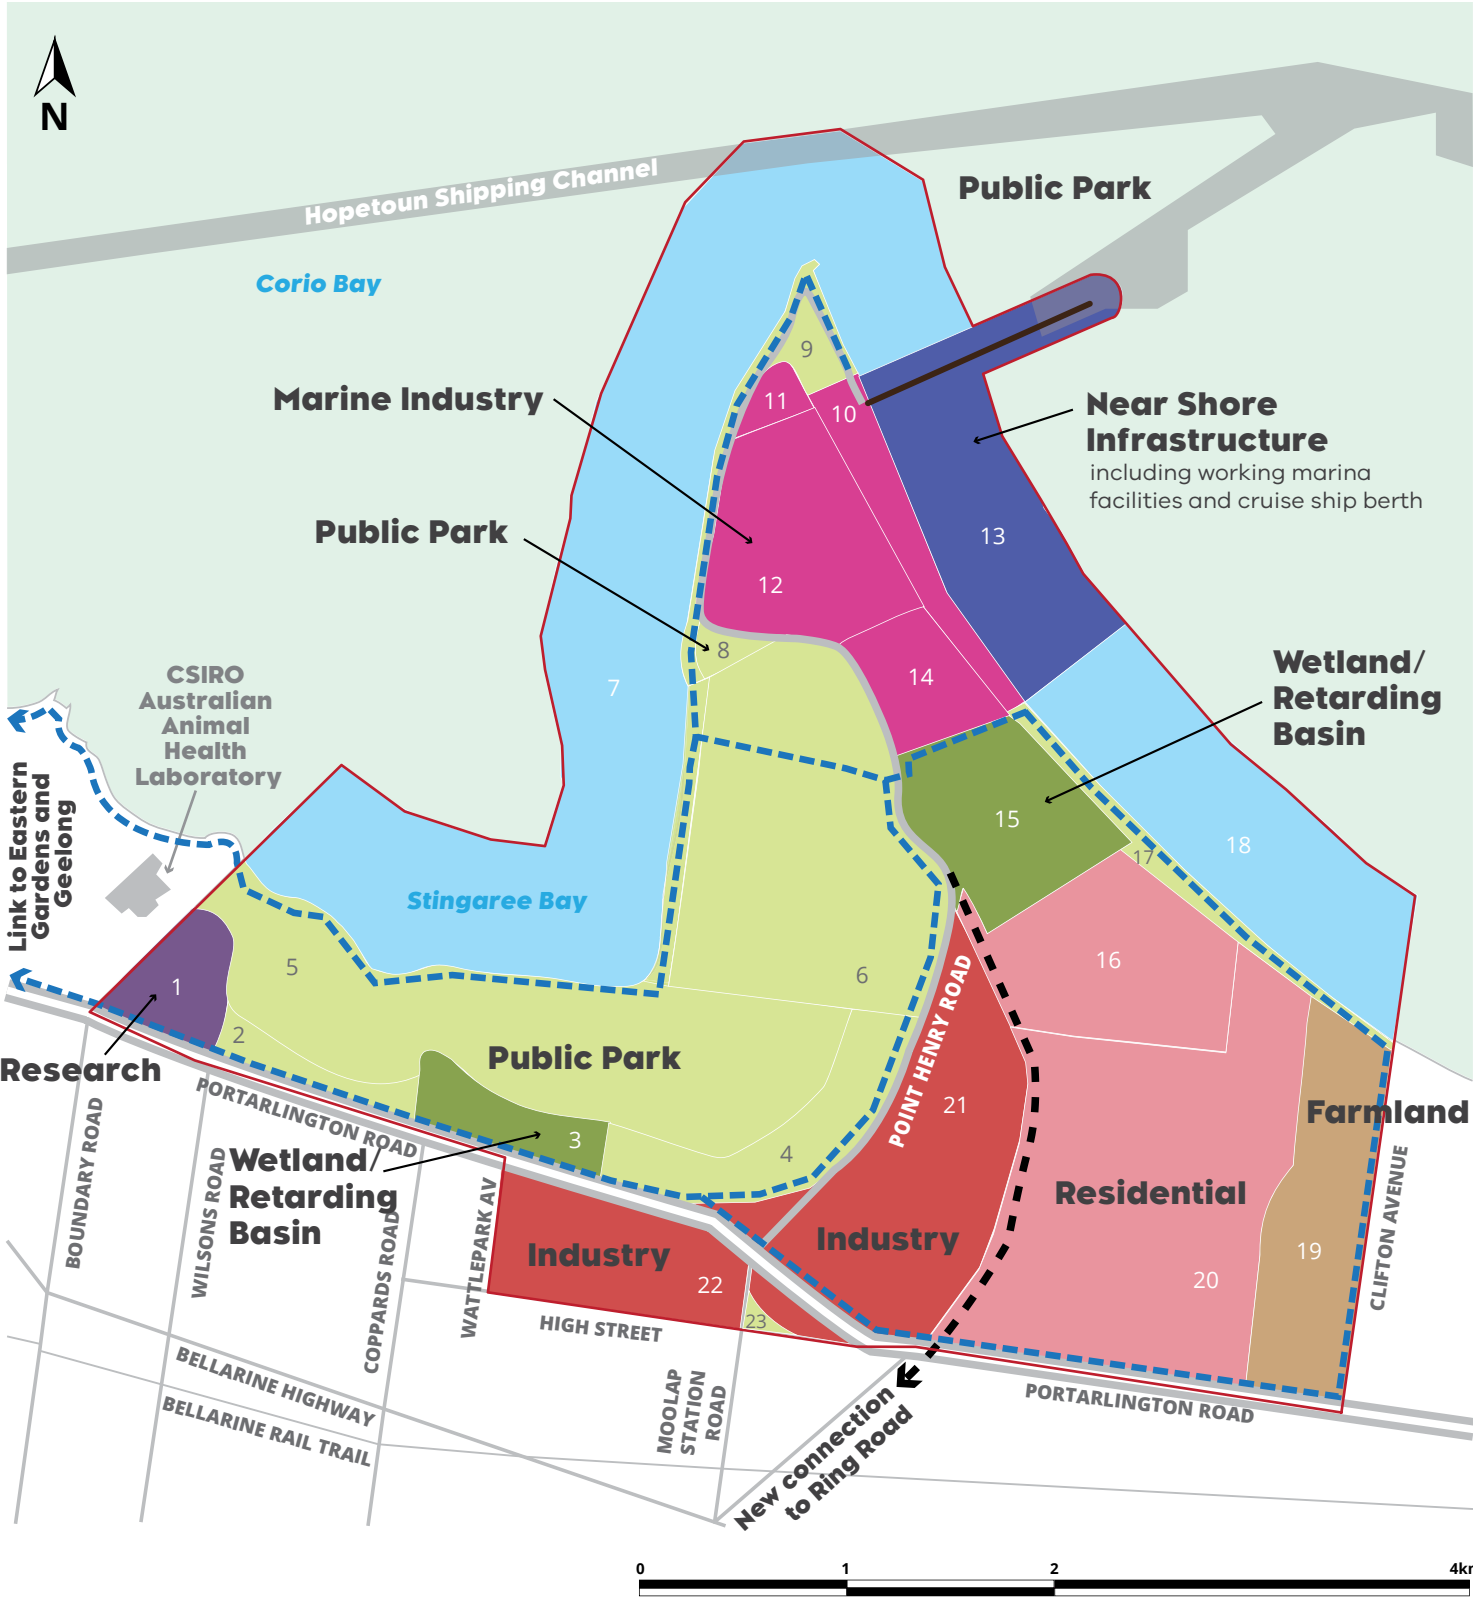 N
Hopetoun Shipping Channel
Public Park
Corio Bay
9
Marine Industry
11
10
Near Shore
Infrastructure
including working marina
facilities and cruise ship berth
Public Park
13
12
8
CSIRO
Australian
Animal
Health
Laboratory
7
14
Wetland/
Retarding
Basin
Link to Eastern
Gardens and
Geelong
15
17
18
Stingaree Bay
5
6
16
1
2
Research
Public Park
POINT HENRY ROAD
21
Farmland
PORTARLINGTON ROAD
3
4
BOUNDARY ROAD
WILSONS ROAD
Wetland/
Retarding
Basin
COPPARDS ROAD
WATTLEPARK AV
Residential
CLIFTON AVENUE
Industry
Industry
22
19
20
23
HIGH STREET
BELLARINE HIGHWAY
BELLARINE RAIL TRAIL
MOOLAP
STATION
ROAD
New connection
to Ring Road
PORTARLINGTON ROAD
0 1 2 4km